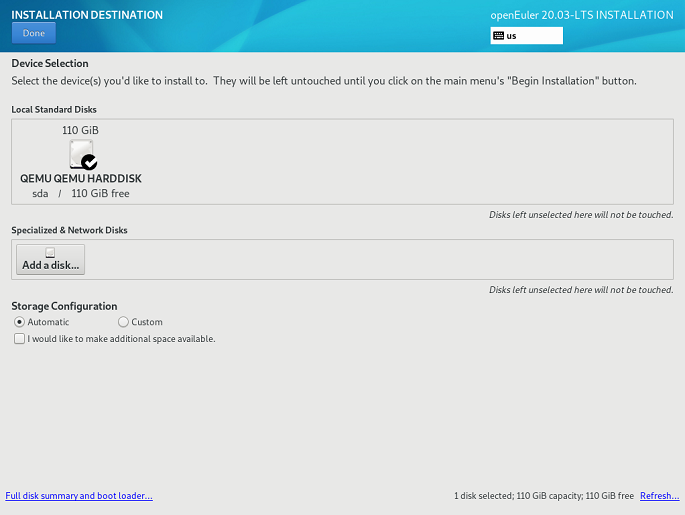 INSTALLATION DESTINATION
openEuler 20.03-LTS INSTALLATION
Done
us
Device Selection
Select the device(s) you'd like to install to.  They will be left untouched until you click on the main menu's "Begin Installation" button.
Local Standard Disks
110 GiB
QEMU QEMU HARDDISK
sda / 110 GiB free
Disks left unselected here will not be touched.
Specialized & Network Disks
Add a disk...
Disks left unselected here will not be touched.
Storage Configuration
Automatic
Custom
I would like to make additional space available.
Full disk summary and boot loader...
1 disk selected; 110 GiB capacity; 110 GiB free
Refresh...